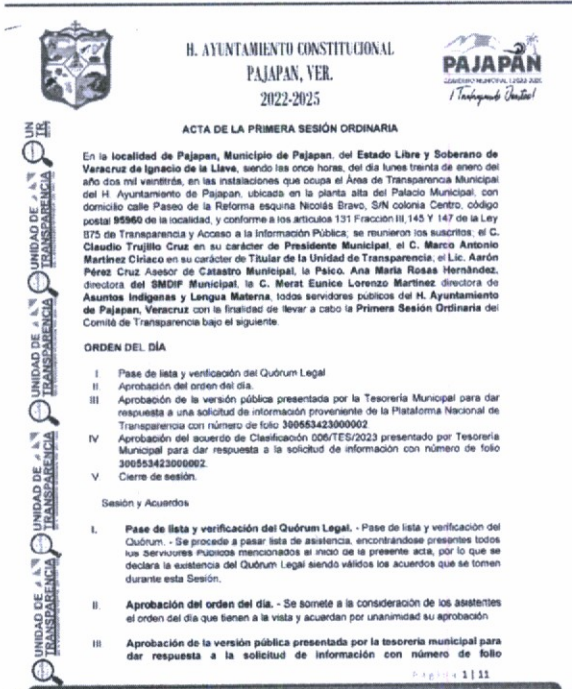 H. AYUNTAMIENTO CONSTITUCIONAL
PAJAPAN, VER.
2022-2025
PAJAPAN
GOBIERNO MUNICIPAL 2022-2025
ACTA DE LA PRIMERA SESIÓN ORDINARIA
En la localidad de Pajapan, Municipio de Pajapan, del Estado Libre y Soberano de
Veracruz de Ignacio de la Llave, siendo las once horas, del día lunes treinta de enero del
año dos mil veintitrés, en las instalaciones que ocupa el Área de Transparencia Municipal
del H. Ayuntamiento de Pajapan, ubicada en la planta alta del Palacio Municipal, con
domicilio calle Paseo de la Reforma esquina Nicolás Bravo, S/N colonia Centro, código
postal 95960 de la localidad, y conforme a los artículos 131 Fracción III, 145 Y 147 de la Ley
875 de Transparencia y Acceso a la Información Pública; se reunieron los suscritos; el C.
Claudio Trujillo Cruz en su carácter de Presidente Municipal, el C. Marco Antonio
Martínez Ciriaco en su carácter de Titular de la Unidad de Transparencia, el Lic. Aarón
Pérez Cruz Asesor de Catastro Municipal, la Psico. Ana María Rosas Hernández,
directora del SMDIF Municipal, la C. Merat Eunice Lorenzo Martínez directora de
Asuntos Indígenas y Lengua Materna, todos servidores públicos del H. Ayuntamiento
de Pajapan, Veracruz con la finalidad de llevar a cabo la Primera Sesión Ordinaria del
Comité de Transparencia bajo el siguiente.
ORDEN DEL DÍA
I Pase de lista y verificación del Quórum Legal
II Aprobación del orden del día.
III Aprobación de la versión pública presentada por la Tesorería Municipal para dar
respuesta a una solicitud de información proveniente de la Plataforma Nacional de
Transparencia con número de folio 300553423000002
IV Aprobación del acuerdo de Clasificación 006/TES/2023 presentado por Tesorería
Municipal para dar respuesta a la solicitud de información con número de folio
300553423000002.
V Cierre de sesión.
Sesión y Acuerdos
I. Pase de lista y verificación del Quórum Legal. - Pase de lista y verificación del
Quórum. - Se procede a pasar lista de asistencia, encontrándose presentes todos
los Servidores Públicos mencionados al inicio de la presente acta, por lo que se
declara la existencia del Quórum Legal siendo válidos los acuerdos que se tomen
durante esta Sesión.
II. Aprobación del orden del día. - Se somete a la consideración de los asistentes
el orden del día que tienen a la vista y acuerdan por unanimidad su aprobación
III Aprobación de la versión pública presentada por la tesorería municipal para
dar respuesta a la solicitud de información con número de folio
Página 1 | 11
UNIDAD DE
TRANSPARENCIA
UNIDAD DE
TRANSPARENCIA
UNIDAD DE
TRANSPARENCIA
UNIDAD DE
TRANSPARENCIA
UN
TR